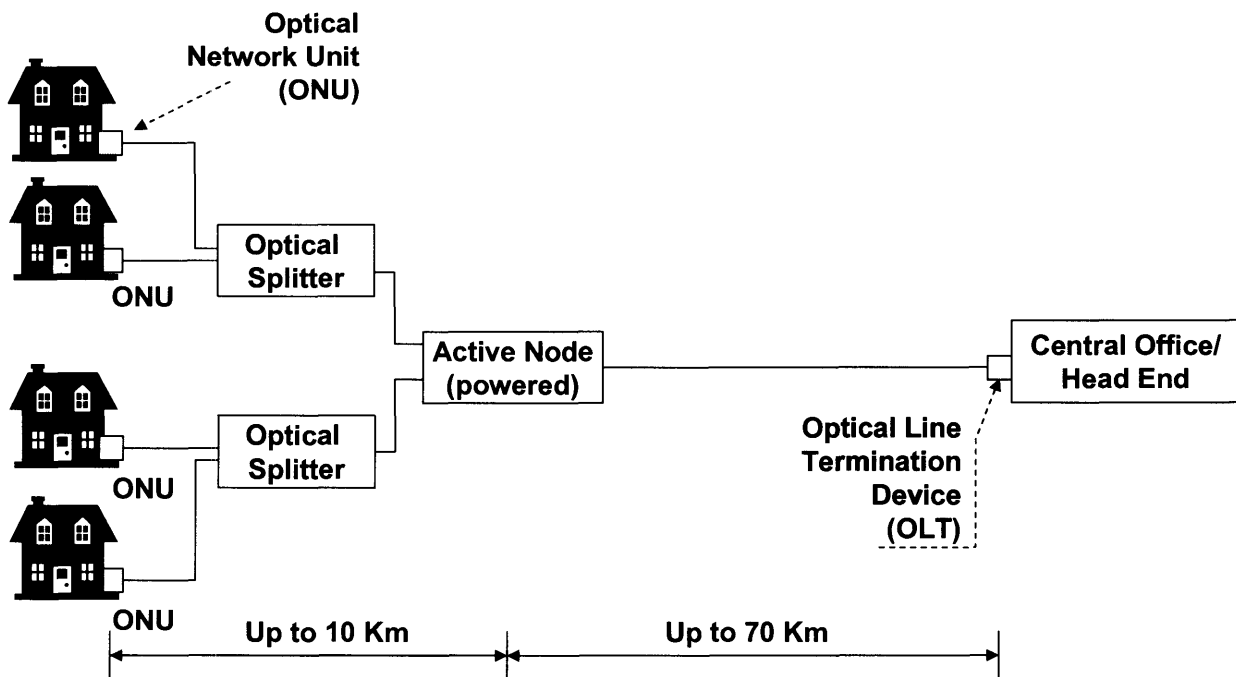 Optical
Network Unit
(ONU)
ONU
Optical
Splitter
Active Node
(powered)
Central Office/
Head End
ONU
Optical
Splitter
Optical Line
Termination
Device
(OLT)
ONU
Up to 10 Km
Up to 70 Km